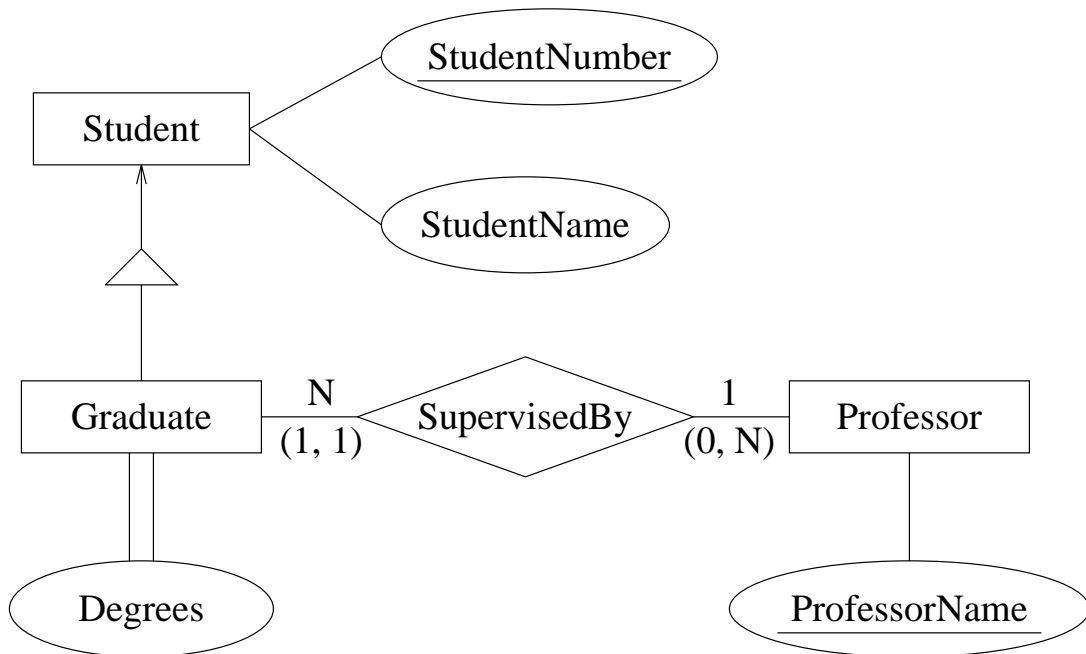 StudentNumber
Student
StudentName
N
1
Graduate
SupervisedBy
Professor
(1, 1)
(0, N)
Degrees
ProfessorName